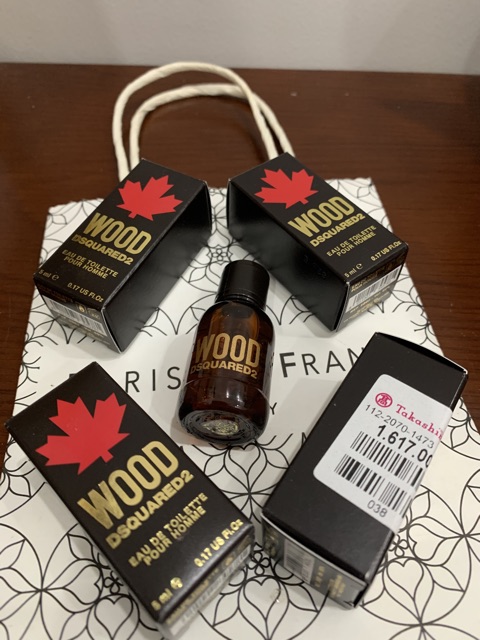 WOOD
DSQUARED2
EAU DE TOILETTE
POUR HOMME
5 ml e
0.17 US Fl.Oz
WOOD
DSQUARED2
EAU DE TOILETTE
POUR HOMME
5 ml e
0.17 US Fl.Oz
WOOD
DSQUARED2
RIS
FRAN
Takashi
112-2070-1473
1,617.00
038
WOOD
DSQUARED2
EAU DE TOILETTE
POUR HOMME
5 ml e
0.17 US Fl.Oz